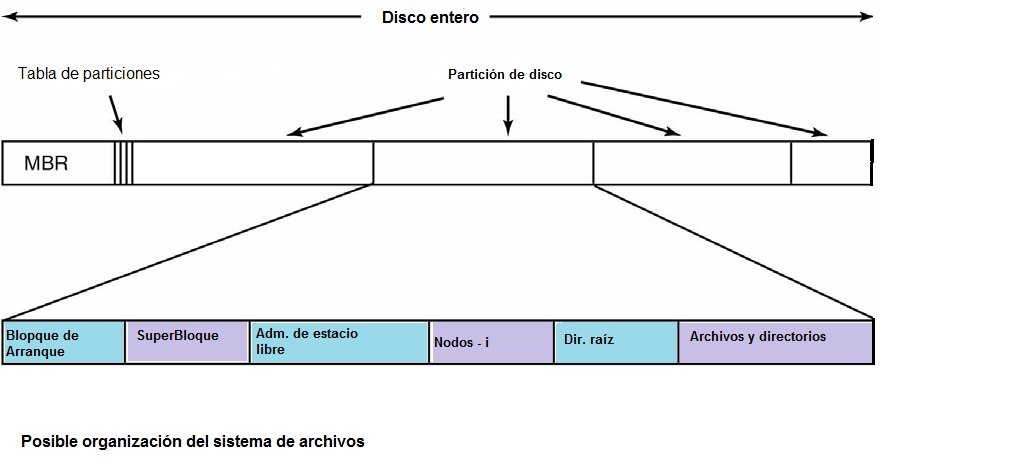 Disco entero
Tabla de particiones
Partición de disco
MBR
Blopque de
Arranque
SuperBloque
Adm. de estacio
libre
Nodos - i
Dir. raíz
Archivos y directorios
Posible organización del sistema de archivos